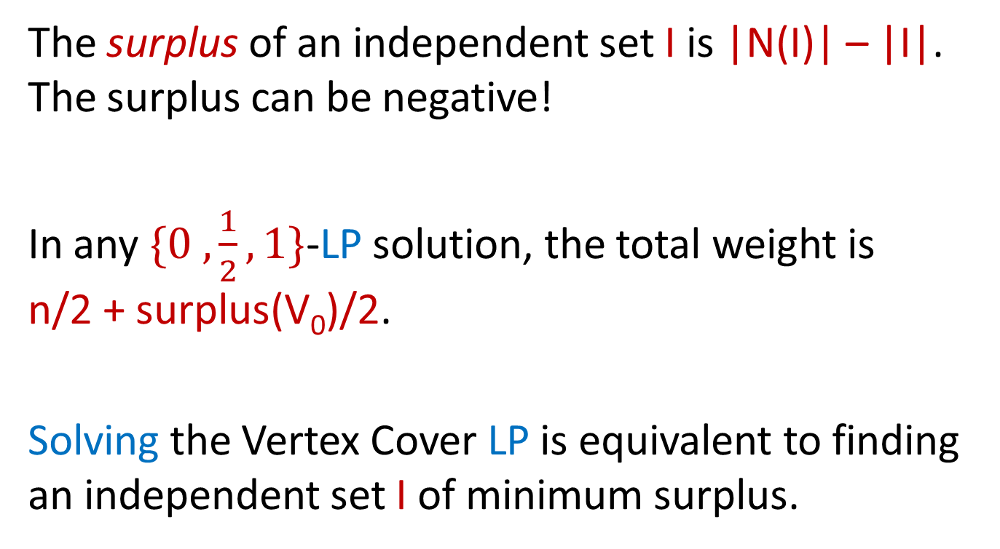 The surplus of an independent set I is |N(I)| – |I|.
The surplus can be negative!
In any {0 , 1/2 , 1}-LP solution, the total weight is
n/2 + surplus(V₀)/2.
Solving the Vertex Cover LP is equivalent to finding
an independent set I of minimum surplus.